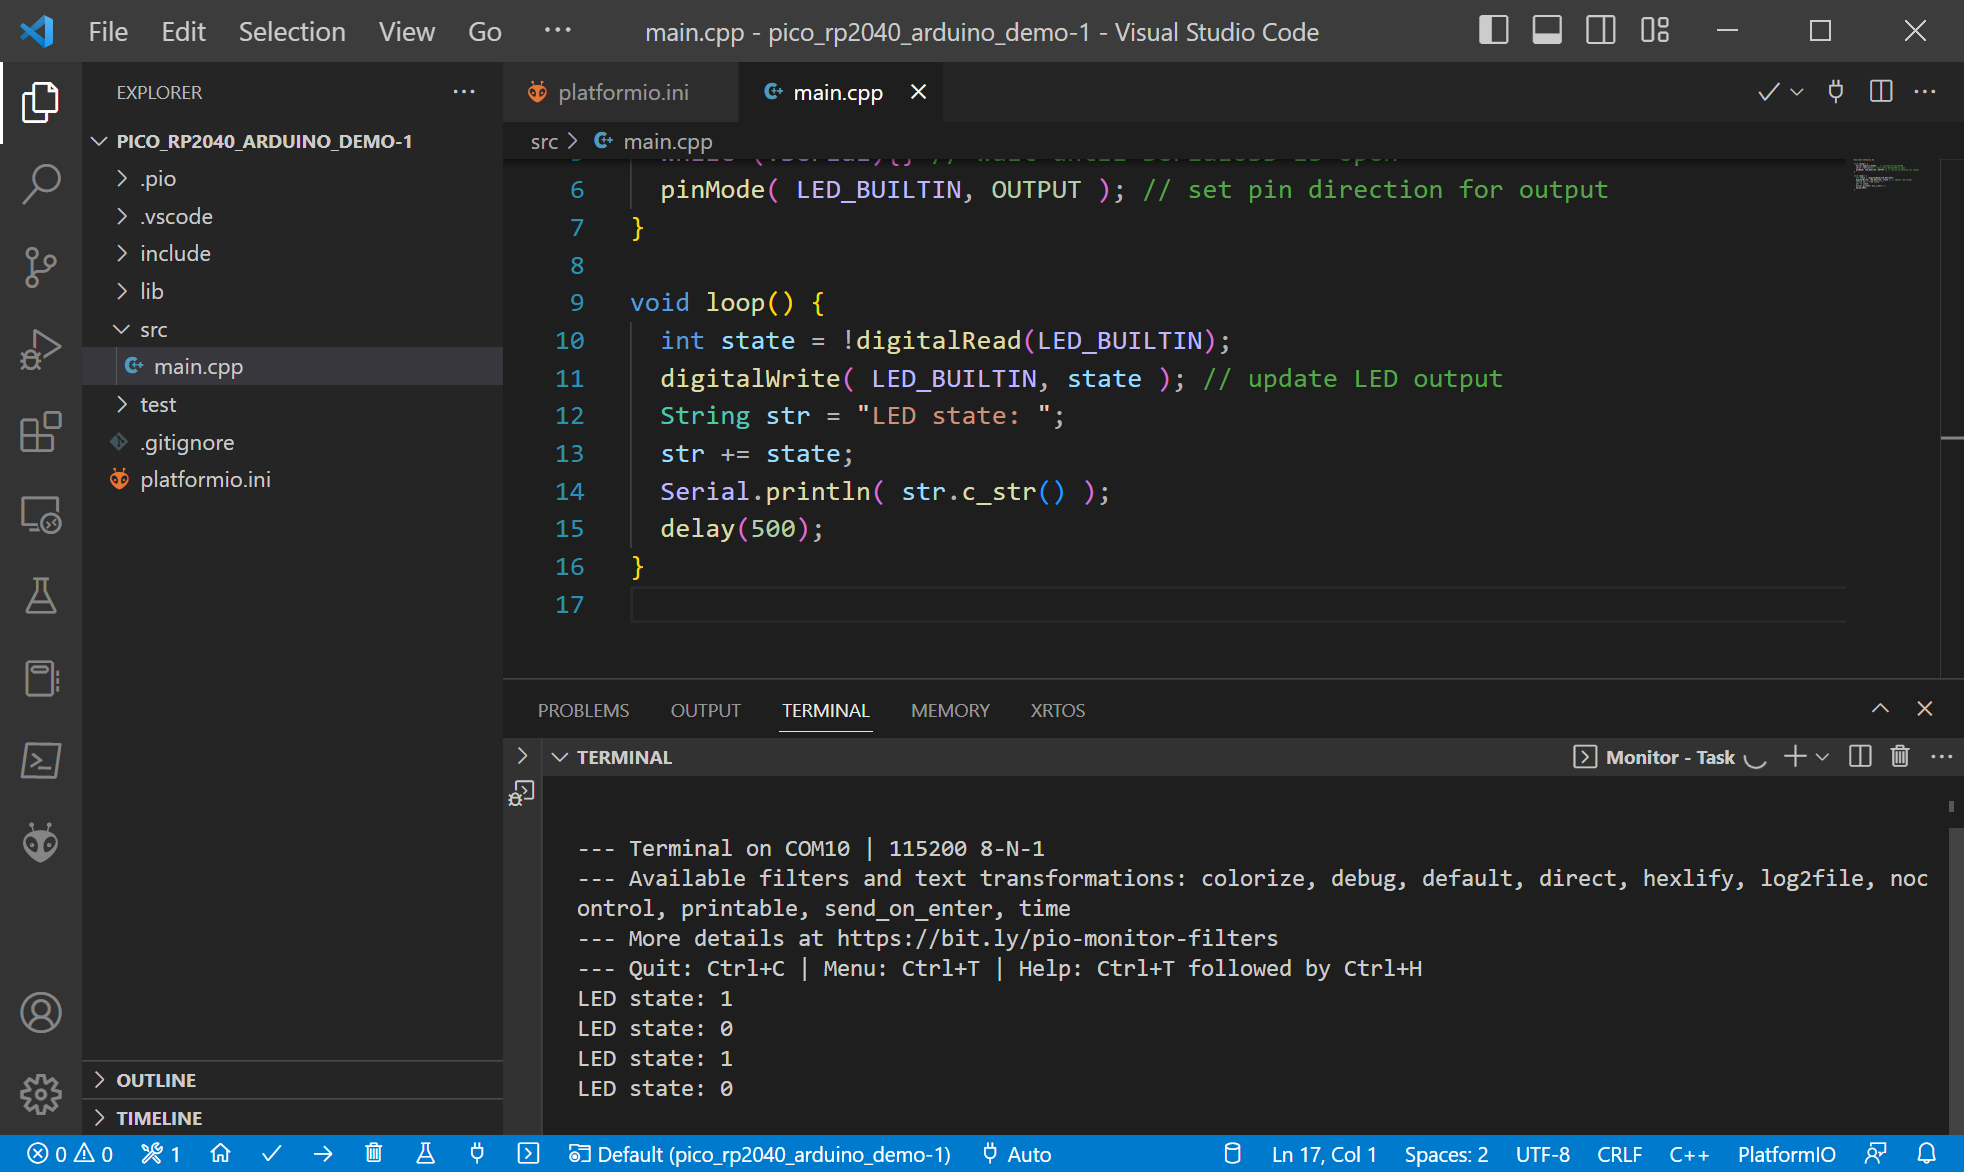 File Edit Selection View Go ··· main.cpp - pico_rp2040_arduino_demo-1 - Visual Studio Code
EXPLORER
PICO_RP2040_ARDUINO_DEMO-1
.pio
.vscode
include
lib
src
main.cpp
test
.gitignore
platformio.ini
OUTLINE
TIMELINE
platformio.ini main.cpp
src > main.cpp
6 pinMode( LED_BUILTIN, OUTPUT ); // set pin direction for output
7 }
8
9 void loop() {
10 int state = !digitalRead(LED_BUILTIN);
11 digitalWrite( LED_BUILTIN, state ); // update LED output
12 String str = "LED state: ";
13 str += state;
14 Serial.println( str.c_str() );
15 delay(500);
16 }
17
PROBLEMS OUTPUT TERMINAL MEMORY XRTOS
TERMINAL Monitor - Task
--- Terminal on COM10 | 115200 8-N-1
--- Available filters and text transformations: colorize, debug, default, direct, hexlify, log2file, noc
ontrol, printable, send_on_enter, time
--- More details at https://bit.ly/pio-monitor-filters
--- Quit: Ctrl+C | Menu: Ctrl+T | Help: Ctrl+T followed by Ctrl+H
LED state: 1
LED state: 0
LED state: 1
LED state: 0
0 0 1 Default (pico_rp2040_arduino_demo-1) Auto Ln 17, Col 1 Spaces: 2 UTF-8 CRLF C++ PlatformIO